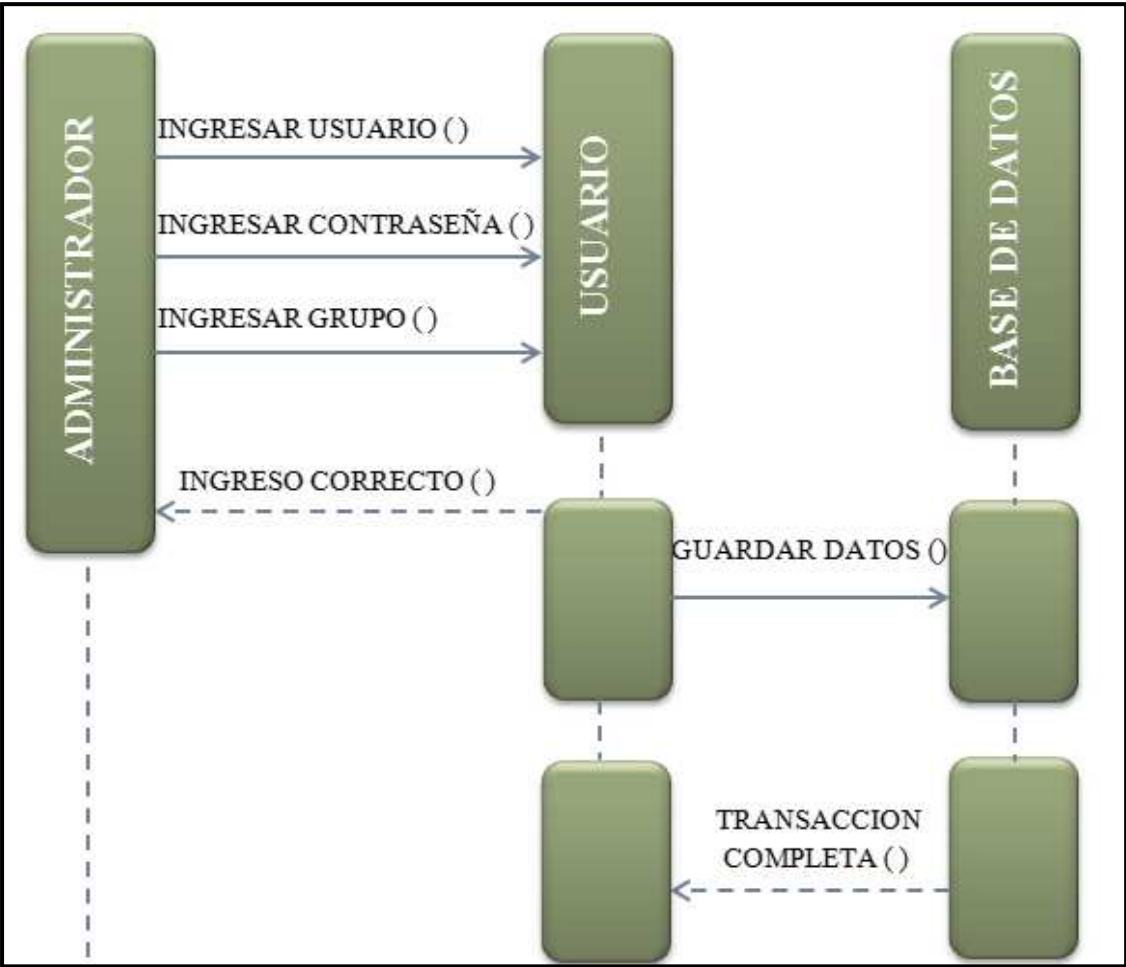 ADMINISTRADOR
USUARIO
BASE DE DATOS
INGRESAR USUARIO ( )
INGRESAR CONTRASEÑA ( )
INGRESAR GRUPO ( )
INGRESO CORRECTO ( )
GUARDAR DATOS ()
TRANSACCION
COMPLETA ( )